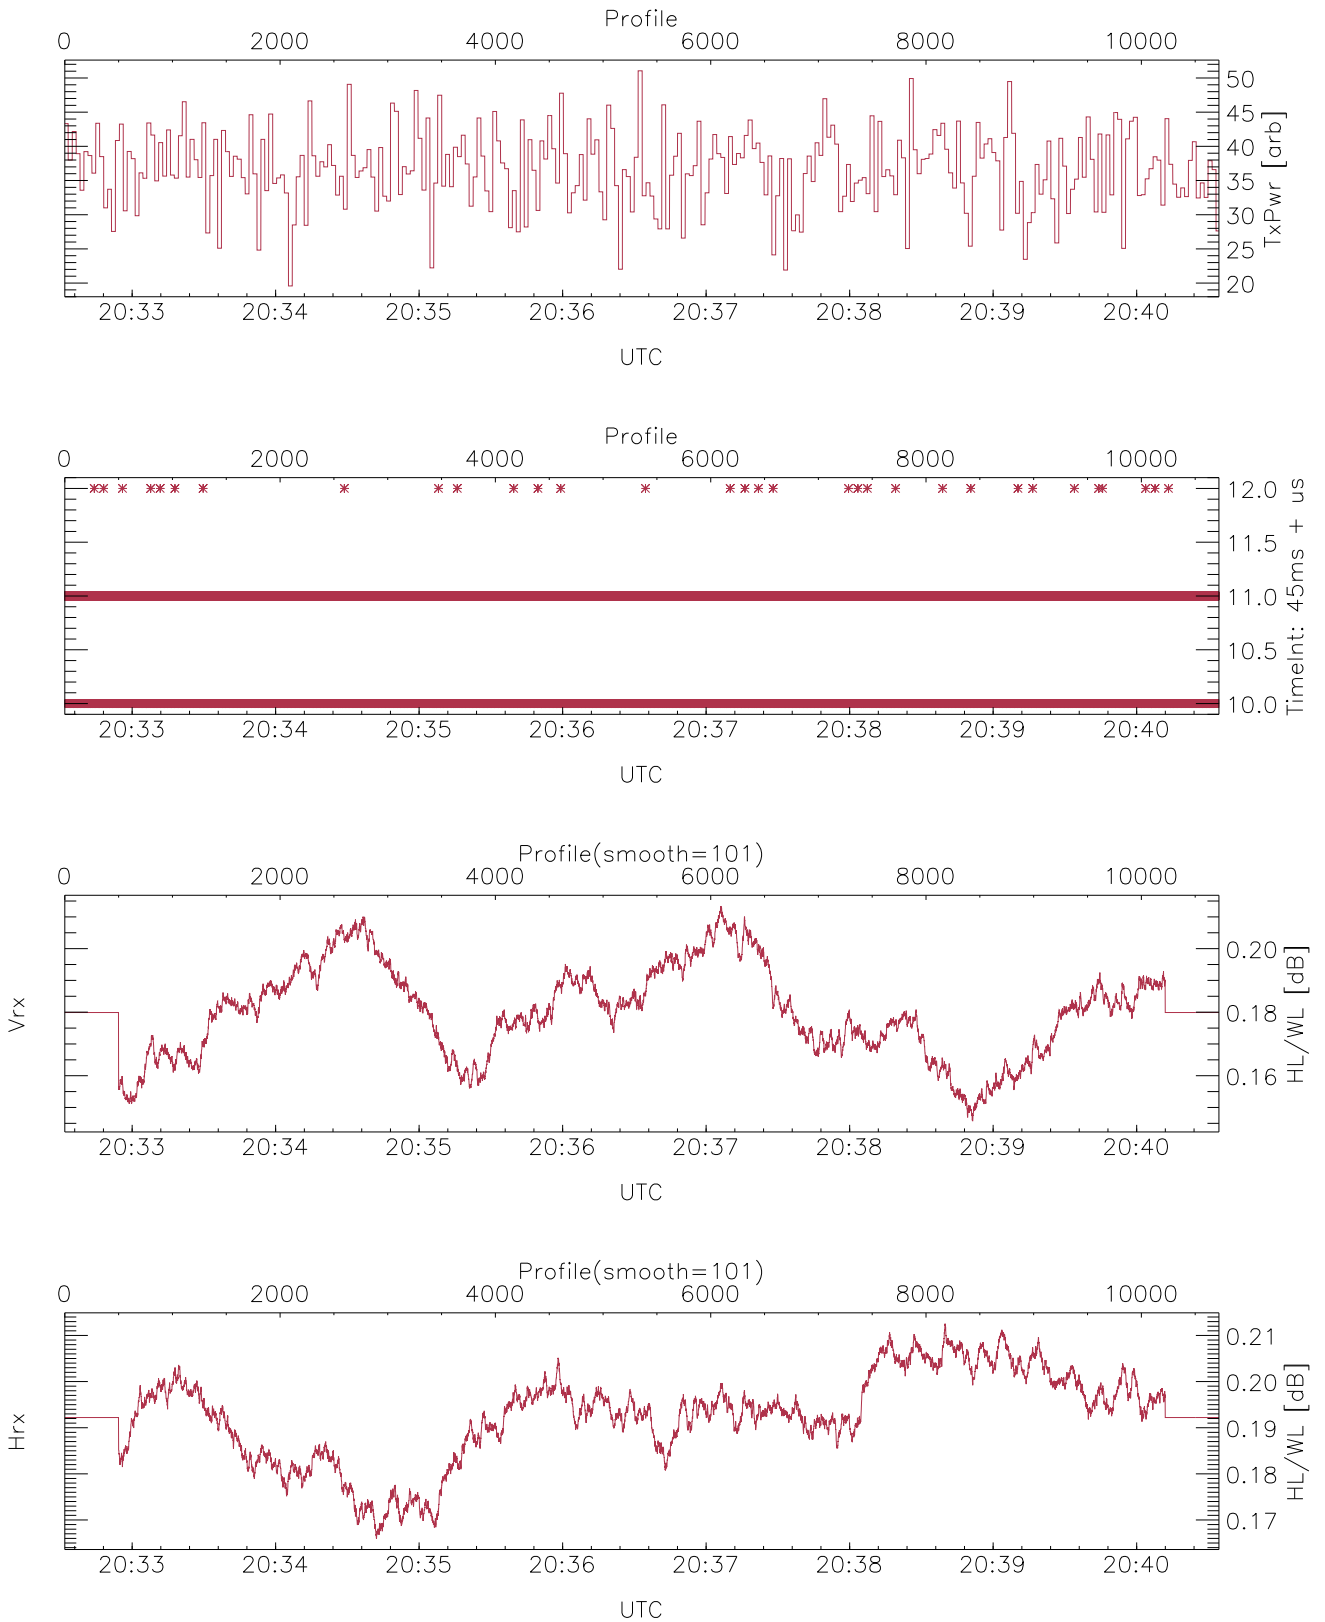 Profile
0 2000 4000 6000 8000 10000
50
45
40
35
30
25
20
TxPwr [arb]
20:33 20:34 20:35 20:36 20:37 20:38 20:39 20:40
UTC
Profile
0 2000 4000 6000 8000 10000
12.0
11.5
11.0
10.5
10.0
TimeInt: 45ms + us
20:33 20:34 20:35 20:36 20:37 20:38 20:39 20:40
UTC
Profile(smooth=101)
0 2000 4000 6000 8000 10000
Vrx
0.20
0.18
0.16
HL/WL [dB]
20:33 20:34 20:35 20:36 20:37 20:38 20:39 20:40
UTC
Profile(smooth=101)
0 2000 4000 6000 8000 10000
Hrx
0.21
0.20
0.19
0.18
0.17
HL/WL [dB]
20:33 20:34 20:35 20:36 20:37 20:38 20:39 20:40
UTC